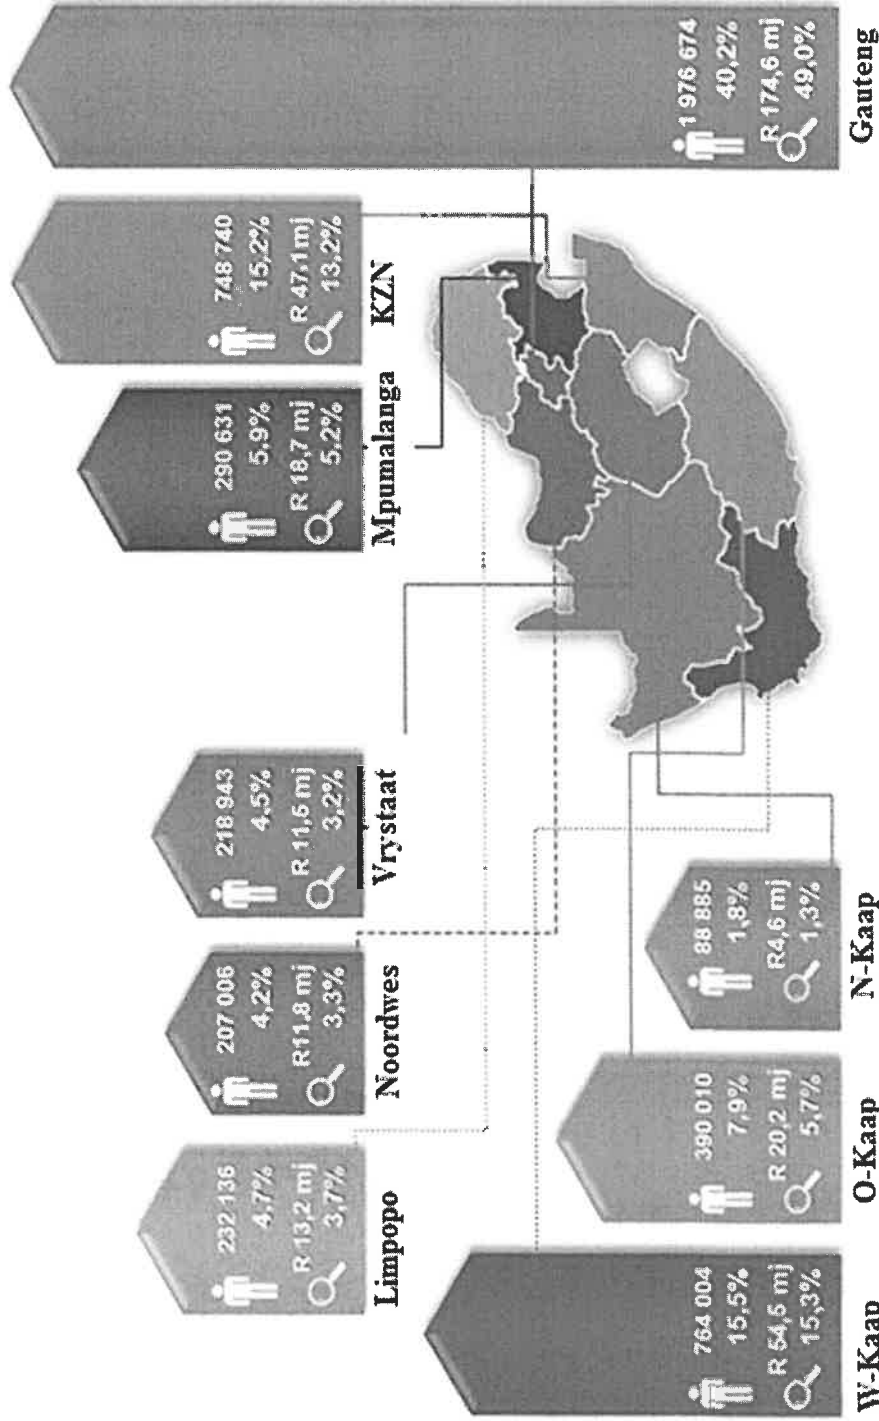 232 136
4,7%
R 13,2 mj
3,7%
Limpopo
207 006
4,2%
R11.8 mj
3,3%
Noordwes
218 943
4,5%
R 11,5 mj
3,2%
Vrystaat
290 631
5,9%
R 18,7 mj
5,2%
Mpumalanga
748 740
15,2%
R 47.1mj
13,2%
KZN
764 004
15,5%
R 54,5 mj
15,3%
W-Kaap
390 010
7,9%
R 20,2 mj
5,7%
O-Kaap
88 885
1,8%
R4,6 mj
1,3%
N-Kaap
1 976 674
40,2%
R 174,6 mj
49,0%
Gauteng